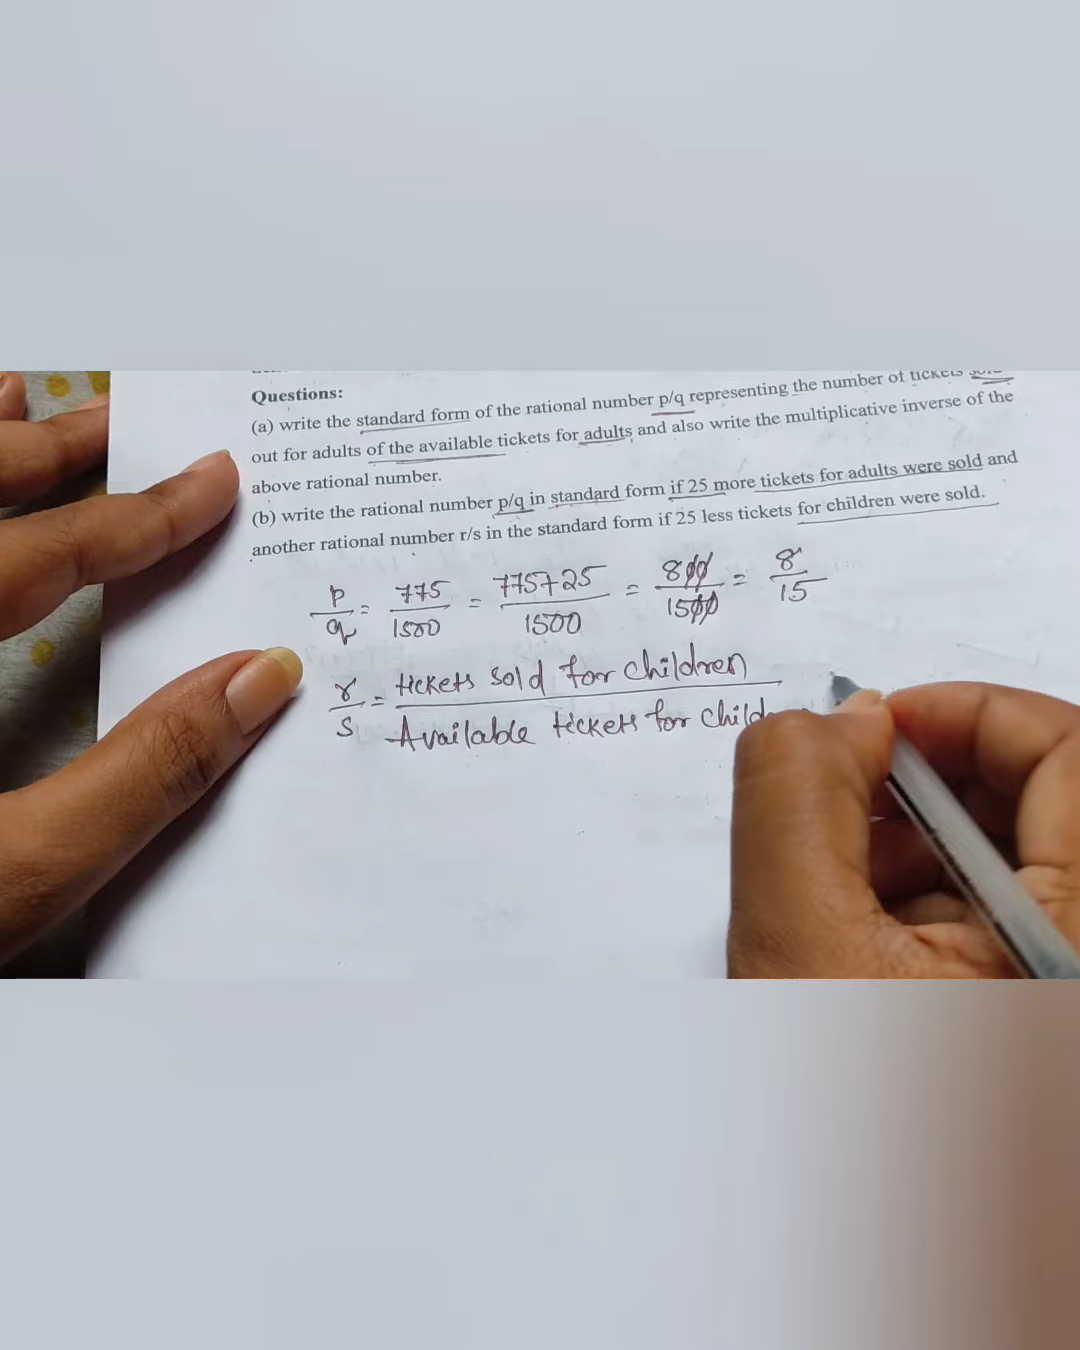 Questions:
(a) write the standard form of the rational number p/q representing the number of tickets sold
out for adults of the available tickets for adults and also write the multiplicative inverse of the
above rational number.
(b) write the rational number p/q in standard form if 25 more tickets for adults were sold and
another rational number r/s in the standard form if 25 less tickets for children were sold.
p/q = 775/1500 = 775+25/1500 = 800/1500 = 8/15
r/s = tickets sold for children / Available tickets for